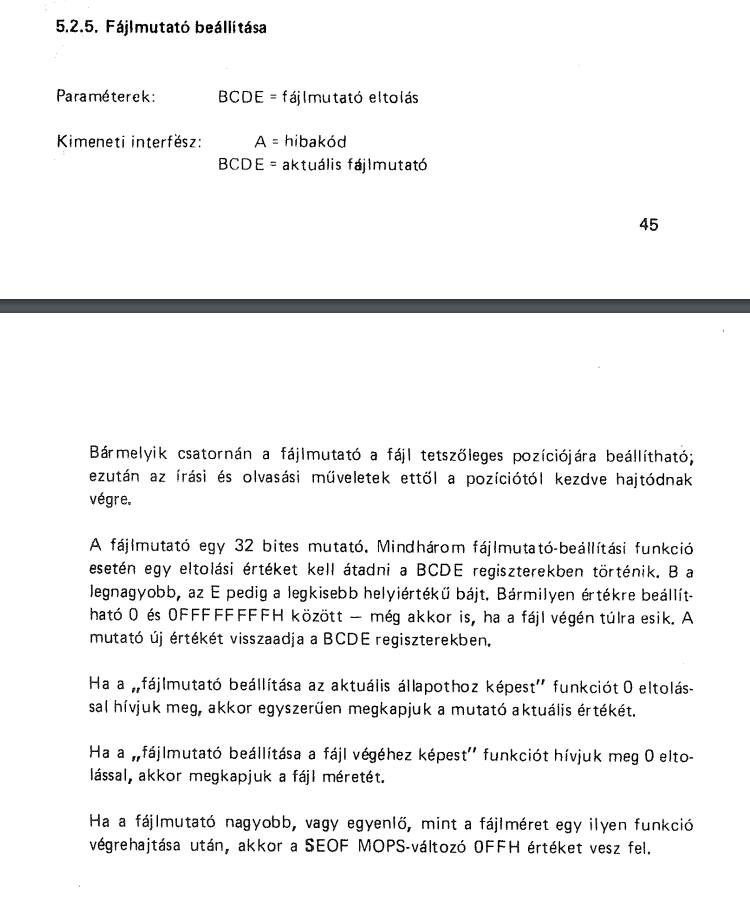 5.2.5. Fájlmutató beállítása
Paraméterek: BCDE = fájlmutató eltolás
Kimeneti interfész: A = hibakód
BCDE = aktuális fájlmutató
45
Bármelyik csatornán a fájlmutató a fájl tetszőleges pozíciójára beállítható;
ezután az írási és olvasási műveletek ettől a pozíciótól kezdve hajtódnak
végre.
A fájlmutató egy 32 bites mutató. Mindhárom fájlmutató-beállítási funkció
esetén egy eltolási értéket kell átadni a BCDE regiszterekben történik. B a
legnagyobb, az E pedig a legkisebb helyiértékű bájt. Bármilyen értékre beállít-
ható 0 és 0FFFFFFFFH között — még akkor is, ha a fájl végén túlra esik. A
mutató új értékét visszaadja a BCDE regiszterekben.
Ha a „fájlmutató beállítása az aktuális állapothoz képest” funkciót 0 eltolás-
sal hívjuk meg, akkor egyszerűen megkapjuk a mutató aktuális értékét.
Ha a „fájlmutató beállítása a fájl végéhez képest” funkciót hívjuk meg 0 elto-
lással, akkor megkapjuk a fájl méretét.
Ha a fájlmutató nagyobb, vagy egyenlő, mint a fájlméret egy ilyen funkció
végrehajtása után, akkor a SEOF MOPS-változó 0FFH értéket vesz fel.